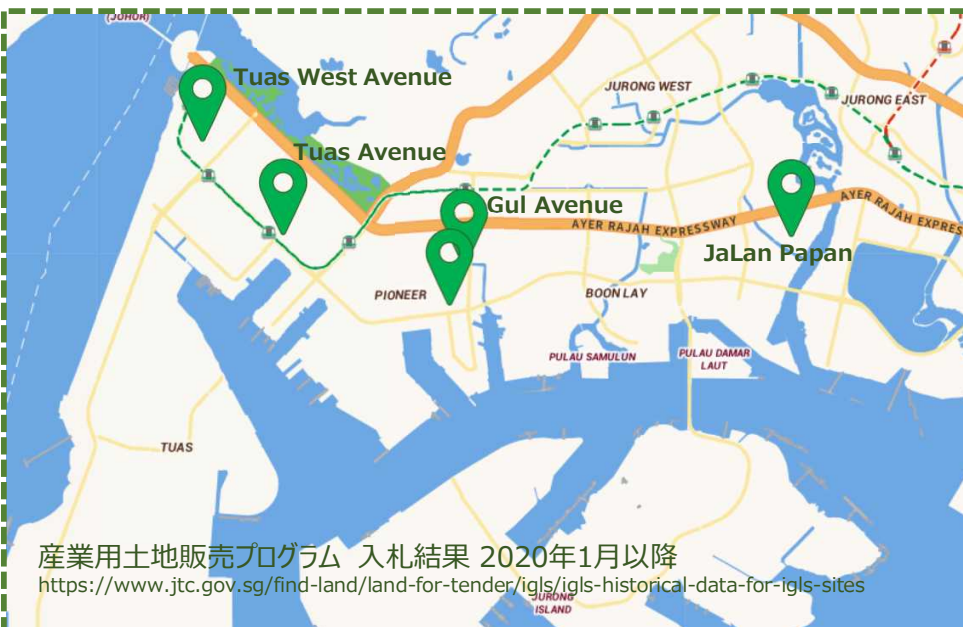 (JOHOR)
Tuas West Avenue
JURONG WEST
JURONG EAST
Tuas Avenue
Gul Avenue
AYER RAJAH EXPRESSWAY
AYER RAJAH EXPRESS
JaLan Papan
PIONEER
BOON LAY
PULAU SAMULUN
PULAU DAMAR
LAUT
TUAS
産業用土地販売プログラム 入札結果 2020年1月以降
https://www.jtc.gov.sg/find-land/land-for-tender/igls/igls-historical-data-for-igls-sites
JURONG
ISLAND